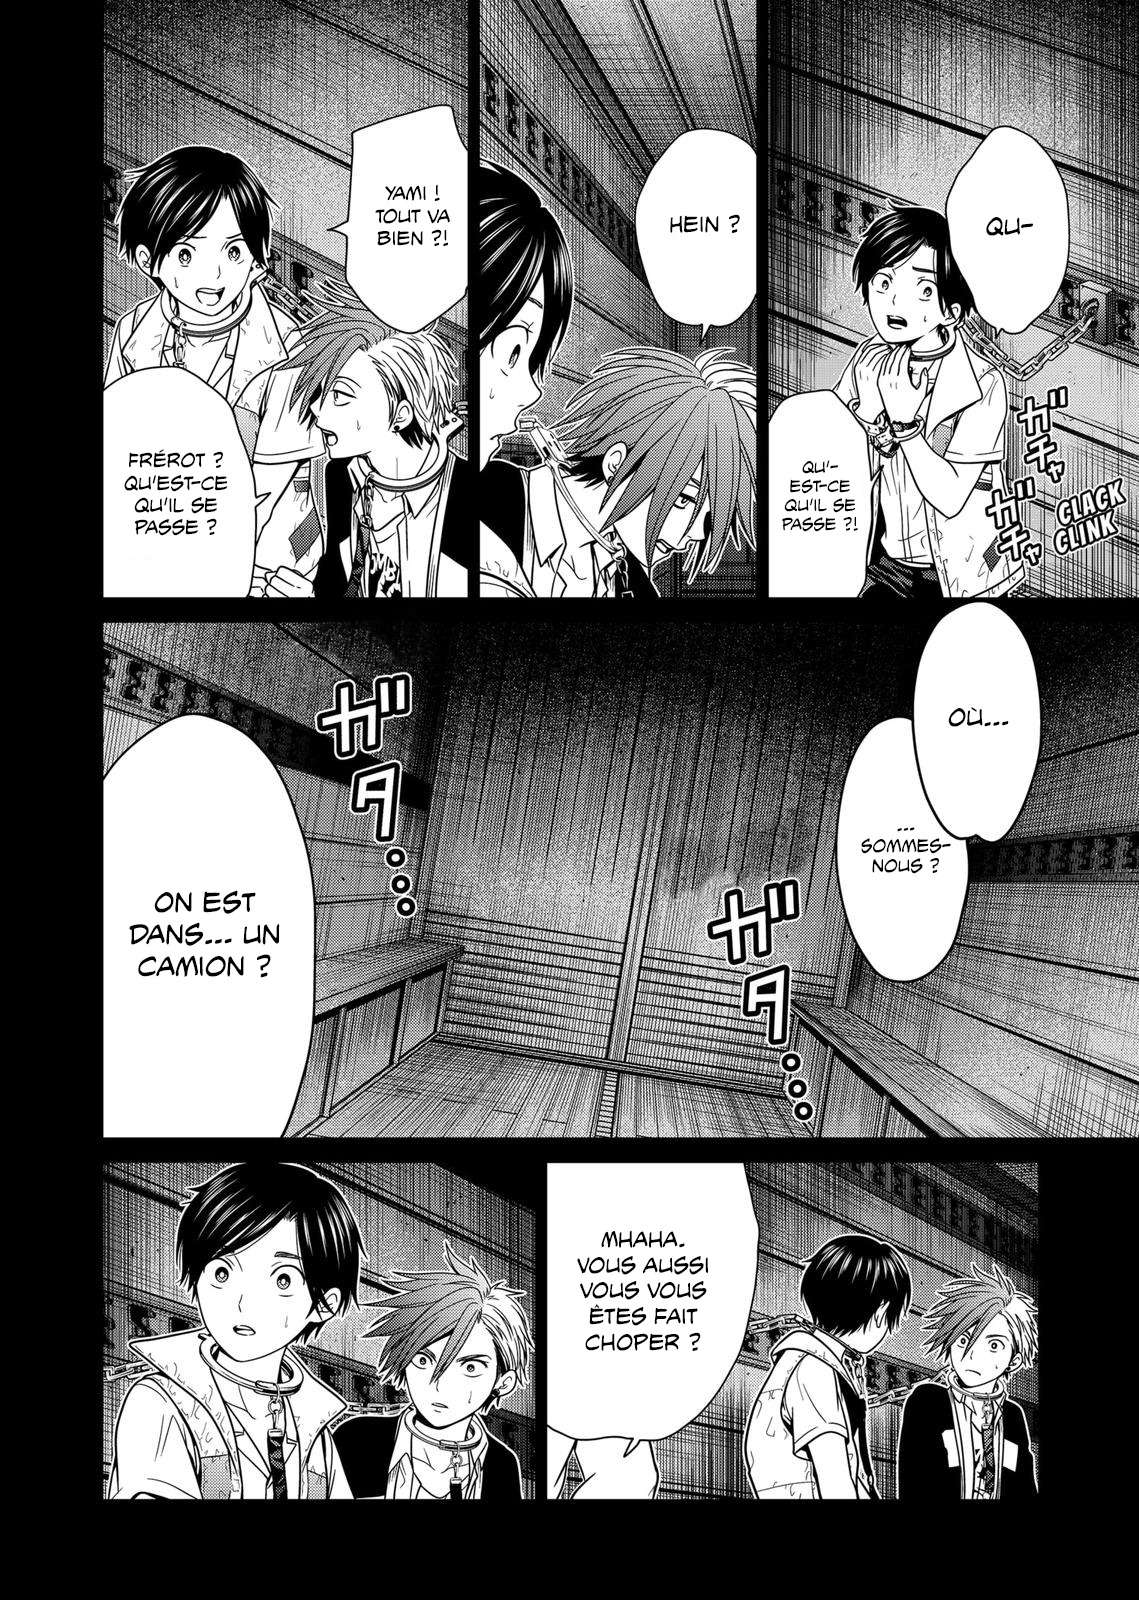 QU-
QU'-
EST-CE
QU'IL SE
PASSE ?!
ガチャ
ガチャ
CLACK
CLINK
HEIN ?
YAMI !
TOUT VA
BIEN ?!
FRÉROT ?
QU'EST-CE
QU'IL SE
PASSE ?
OÙ...
...
SOMMES-
NOUS ?
ガタ...
ガタ...
ON EST
DANS... UN
CAMION ?
MHAHA.
VOUS AUSSI
VOUS VOUS
ÊTES FAIT
CHOPER ?